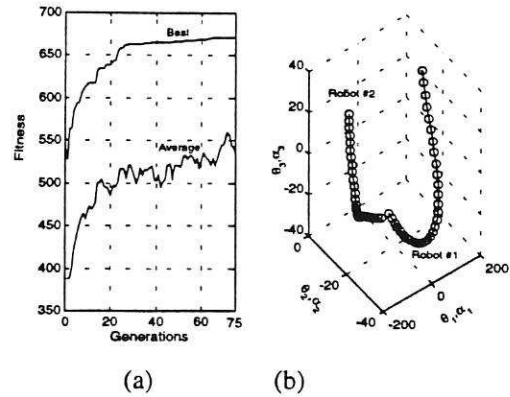 700
650
600
550
500
450
400
350
Fitness
Best
Average
0
20
40
60
75
Generations
(a)
40
20
0
-20
-40
θ₃,α₃
Robot #2
Robot #1
0
-20
-40
θ₂,α₂
-200
0
200
θ₁,α₁
(b)